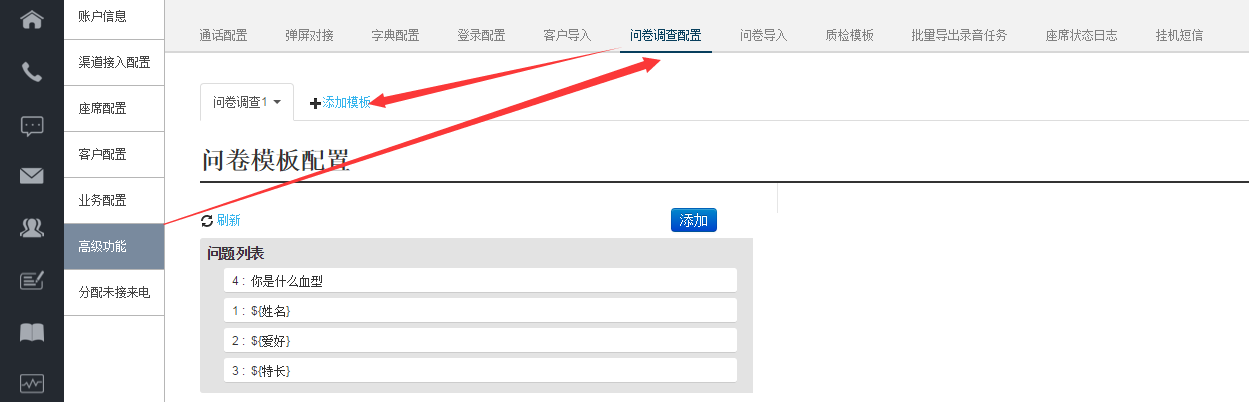 账户信息
渠道接入配置
座席配置
客户配置
业务配置
高级功能
分配未接来电
通话配置 弹屏对接 字典配置 登录配置 客户导入 问卷调查配置 问卷导入 质检模板 批量导出录音任务 座席状态日志 挂机短信
问卷调查1 添加模板
问卷模板配置
刷新 添加
问题列表
4 : 你是什么血型
1 : ${姓名}
2 : ${爱好}
3 : ${特长}